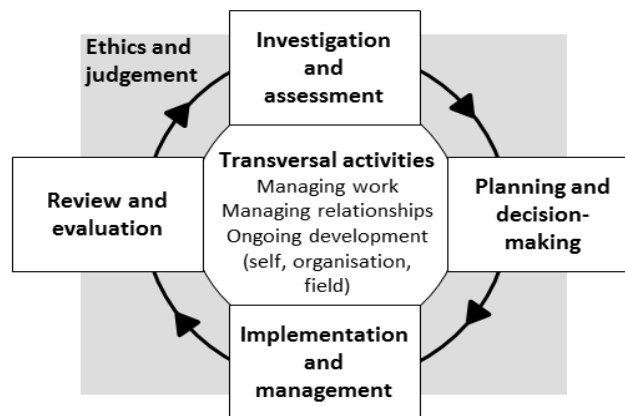 Ethics and
judgement
Investigation
and
assessment
Transversal activities
Managing work
Managing relationships
Ongoing development
(self, organisation,
field)
Review and
evaluation
Planning and
decision-
making
Implementation
and
management